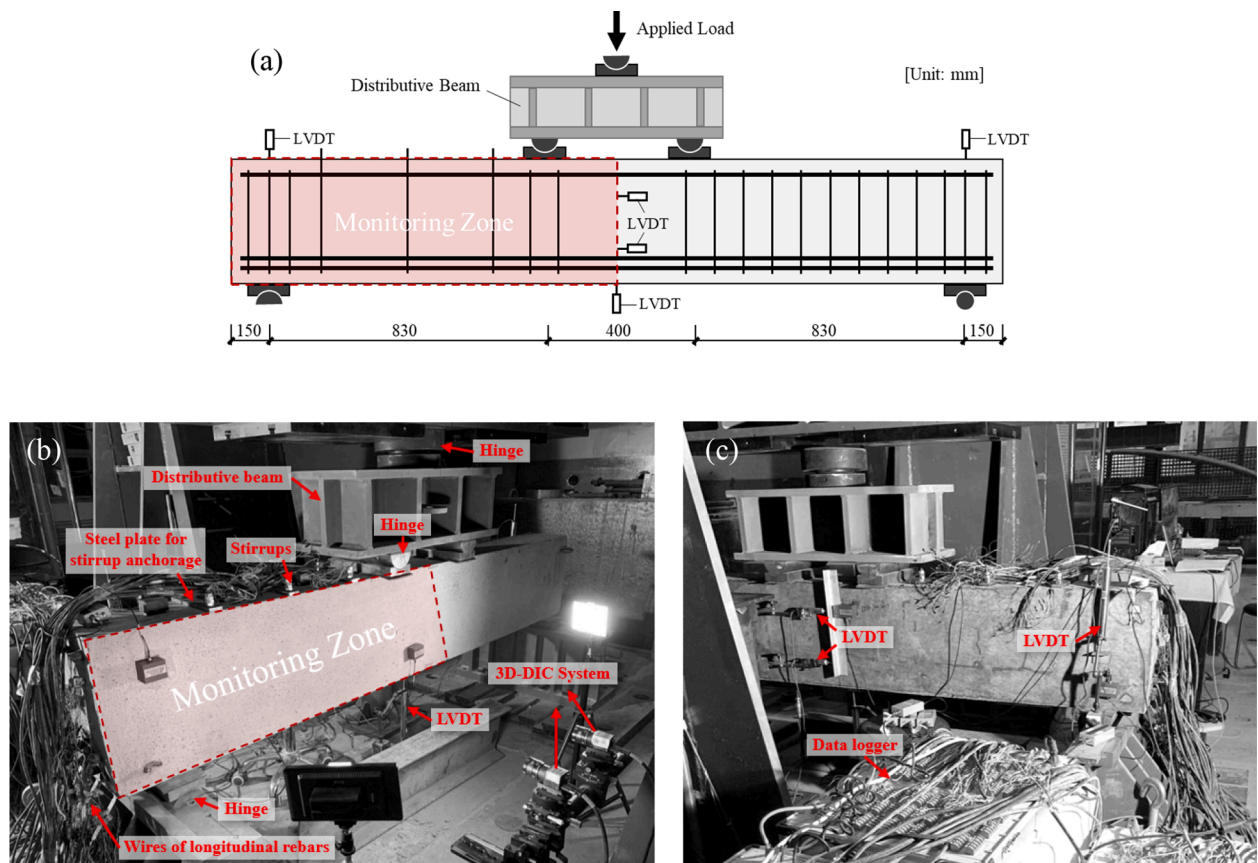 (a)
Applied Load
Distributive Beam
[Unit: mm]
LVDT
LVDT
Monitoring Zone
LVDT
LVDT
150
830
400
830
150
(b)
Hinge
Distributive beam
Hinge
Steel plate for
stirrup anchorage
Stirrups
Monitoring Zone
3D-DIC System
LVDT
Hinge
Wires of longitudinal rebars
(c)
LVDT
LVDT
Data logger